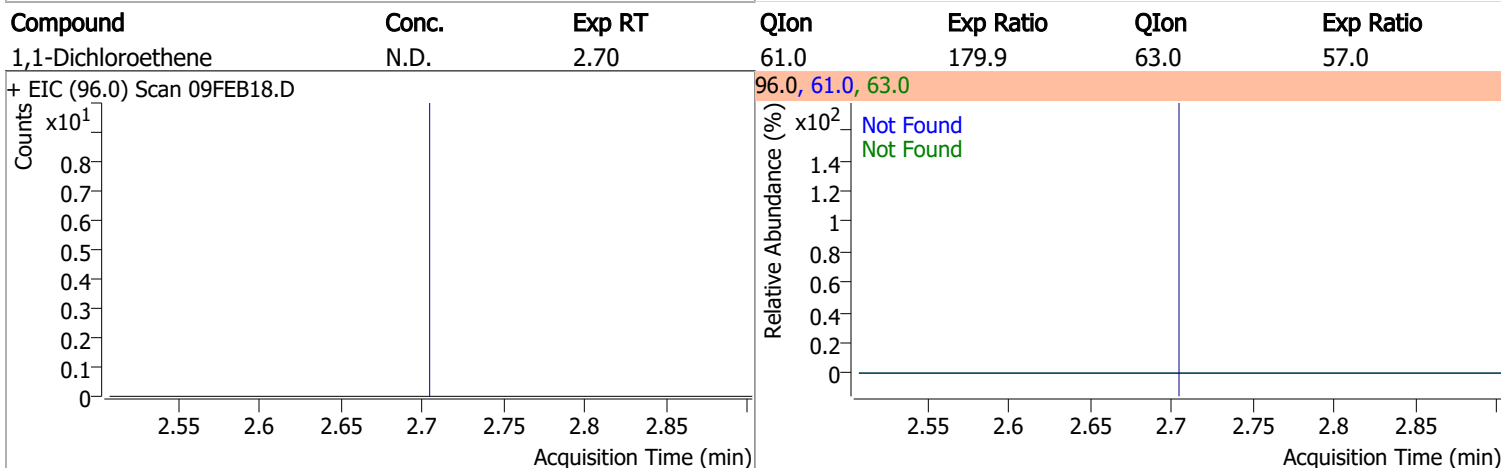 Compound Conc. Exp RT QIon Exp Ratio QIon Exp Ratio
1,1-Dichloroethene N.D. 2.70 61.0 179.9 63.0 57.0
+ EIC (96.0) Scan 09FEB18.D
Counts
x10¹
0.8
0.7
0.6
0.5
0.4
0.3
0.2
0.1
0
2.55 2.6 2.65 2.7 2.75 2.8 2.85
Acquisition Time (min)
96.0, 61.0, 63.0
Relative Abundance (%)
x10²
Not Found
Not Found
1.4
1.2
1
0.8
0.6
0.4
0.2
0
2.55 2.6 2.65 2.7 2.75 2.8 2.85
Acquisition Time (min)